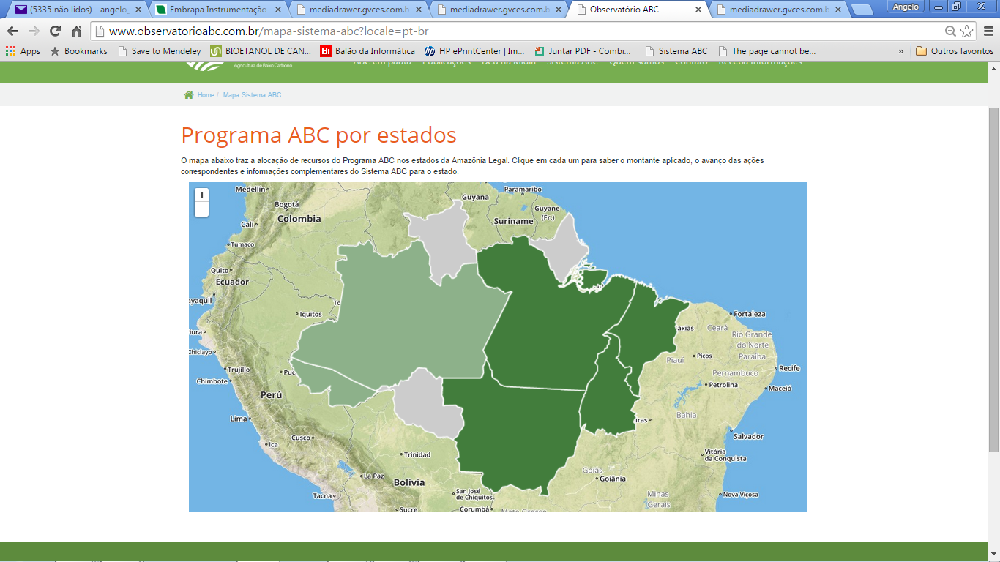 (5335 não lidos) - angelo_
Embrapa Instrumentação
mediadrawer.gvces.com.b
mediadrawer.gvces.com.b
Observatório ABC
mediadrawer.gvces.com.b
Angelo
www.observatorioabc.com.br/mapa-sistema-abc?locale=pt-br
Apps
Bookmarks
Save to Mendeley
BIOETANOL DE CAN...
Balão da Informática
HP ePrintCenter | Im...
Juntar PDF - Combi...
Sistema ABC
The page cannot be...
»
Outros favoritos
Agricultura de Baixo Carbono
ABC em pauta
Publicações
Deu na Mídia
Sistema ABC
Quem somos
Contato
Receba Informações
Home / Mapa Sistema ABC
Programa ABC por estados
O mapa abaixo traz a alocação de recursos do Programa ABC nos estados da Amazônia Legal. Clique em cada um para saber o montante aplicado, o avanço das ações
correspondentes e informações complementares do Sistema ABC para o estado.
+
−
Medellín
Bogotá
Colombia
Cali
Tumaco
Quito
Ecuador
ayaquil
Iquitos
iura
Chiclayo
Trujillo
Chimbote
Puc
Perú
Lima
Ica
Cusco
Trinidad
La Paz
Bolivia
Tacna
Sucre
San José
de Chiquitos
Corumbá
Mato Grosso
Guyana
Paramaribo
Suriname
Guyane
(Fr.)
Fortaleza
axias
Ceará
Rio Grande
do Norte
Paraíba
Picos
Piauí
Pernambuco
Recife
Petrolina
Maceió
Bahia
iras
Salvador
Vitória
da Conquista
Goiás
Goiânia
Minas
Gerais
Nova Viçosa